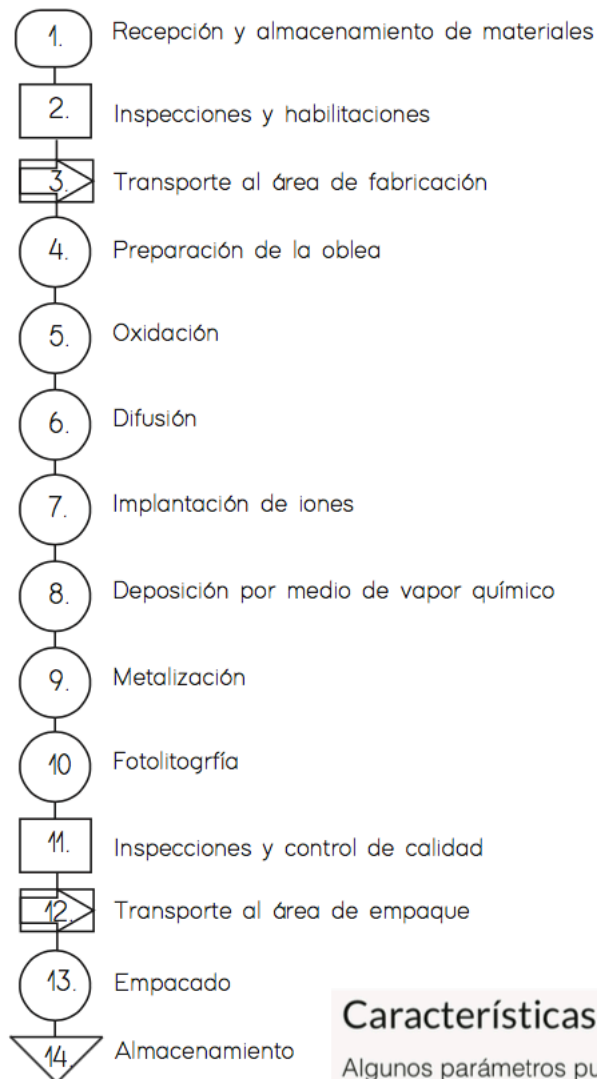 1. Recepción y almacenamiento de materiales
2. Inspecciones y habilitaciones
3. Transporte al área de fabricación
4. Preparación de la oblea
5. Oxidación
6. Difusión
7. Implantación de iones
8. Deposición por medio de vapor químico
9. Metalización
10 Fotolitogrfía
11. Inspecciones y control de calidad
12. Transporte al área de empaque
13. Empacado
14. Almacenamiento
Características
Algunos parámetros pu